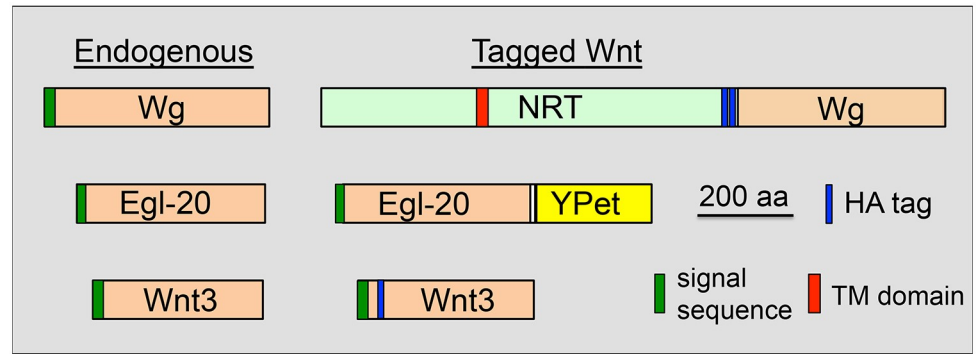 Endogenous Tagged Wnt
Wg NRT Wg
Egl-20 Egl-20 YPet 200 aa HA tag
Wnt3 Wnt3 signal
sequence TM domain